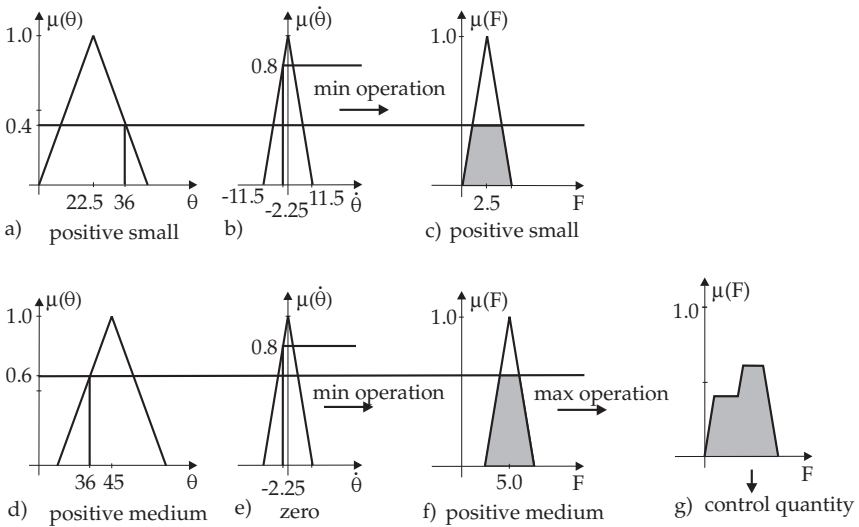 μ(θ)
1.0
0.4
22.5
36
θ
a) positive small
μ(θ̇)
0.8
-11.5
-2.25
11.5
θ̇
b)
min operation
μ(F)
1.0
2.5
F
c) positive small
μ(θ)
1.0
0.6
36
45
θ
d) positive medium
μ(θ̇)
0.8
-2.25
θ̇
e) zero
min operation
μ(F)
1.0
5.0
F
f) positive medium
max operation
μ(F)
1.0
F
g) control quantity